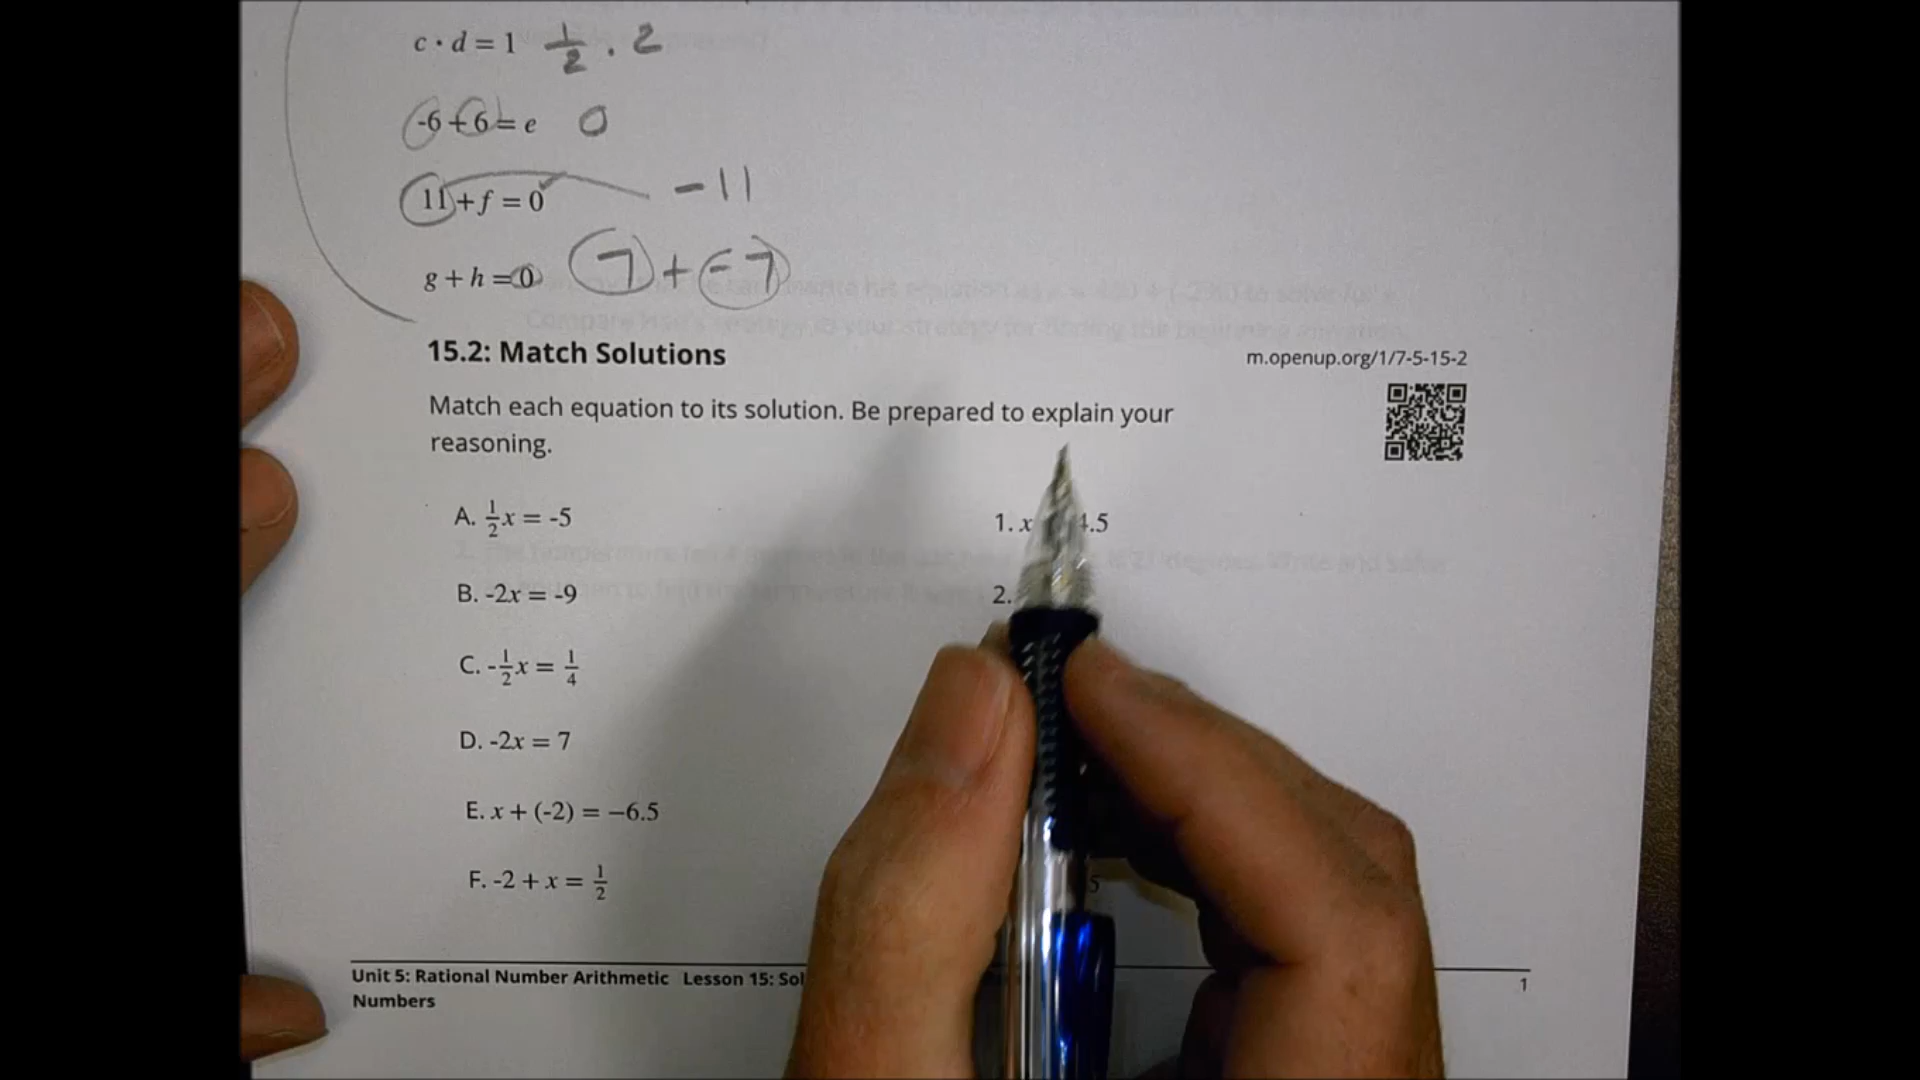 c · d = 1 1/2 . 2
-6 + 6 = e 0
11 + f = 0 -11
g + h = 0 7 + -7
15.2: Match Solutions m.openup.org/1/7-5-15-2
Match each equation to its solution. Be prepared to explain your
reasoning.
A. 1/2 x = -5 1. x .5
B. -2x = -9 2.
C. -1/2 x = 1/4
D. -2x = 7
E. x + (-2) = −6.5
F. -2 + x = 1/2 5
Unit 5: Rational Number Arithmetic Lesson 15:
Numbers 1